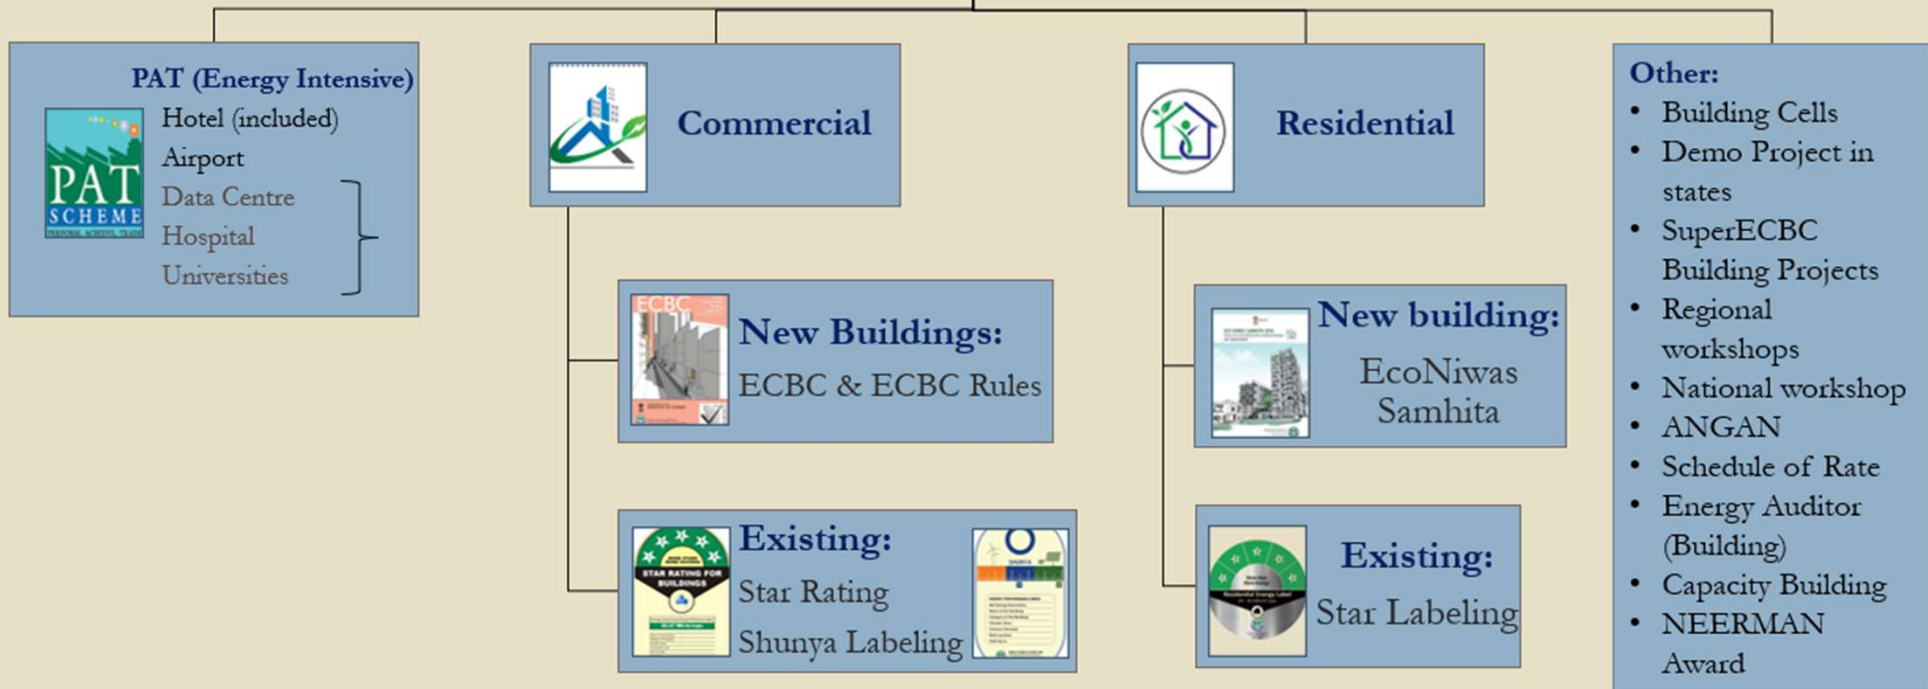 PAT (Energy Intensive)
Hotel (included)
Airport
Data Centre
Hospital
Universities
PAT
SCHEME
PERFORM, ACHIEVE, TRADE
Commercial
ECBC
New Buildings:
ECBC & ECBC Rules
STAR RATING FOR
BUILDINGS
Existing:
Star Rating
Shunya Labeling
SHUNYA
Residential
New building:
EcoNiwas
Samhita
Residential Energy Label
Existing:
Star Labeling
Other:
• Building Cells
• Demo Project in
states
• SuperECBC
Building Projects
• Regional
workshops
• National workshop
• ANGAN
• Schedule of Rate
• Energy Auditor
(Building)
• Capacity Building
• NEERMAN
Award